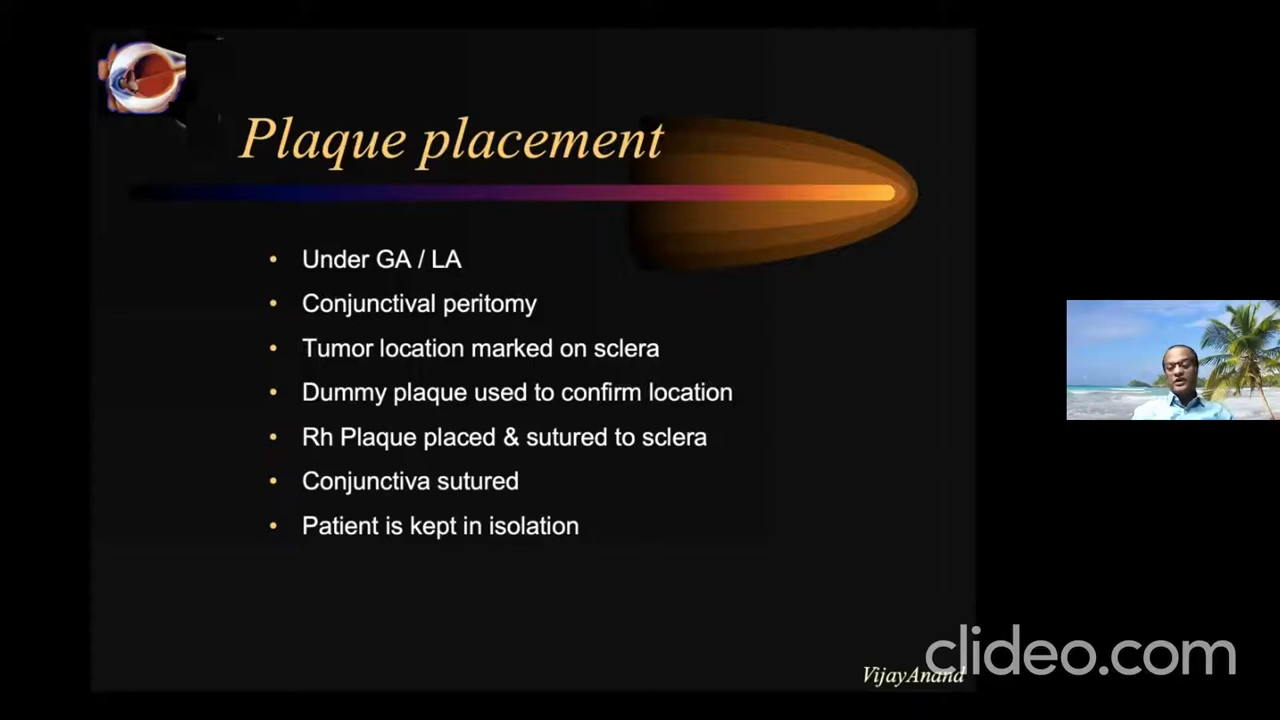 Plaque placement
• Under GA / LA
• Conjunctival peritomy
• Tumor location marked on sclera
• Dummy plaque used to confirm location
• Rh Plaque placed & sutured to sclera
• Conjunctiva sutured
• Patient is kept in isolation
VijayAnand
clideo.com